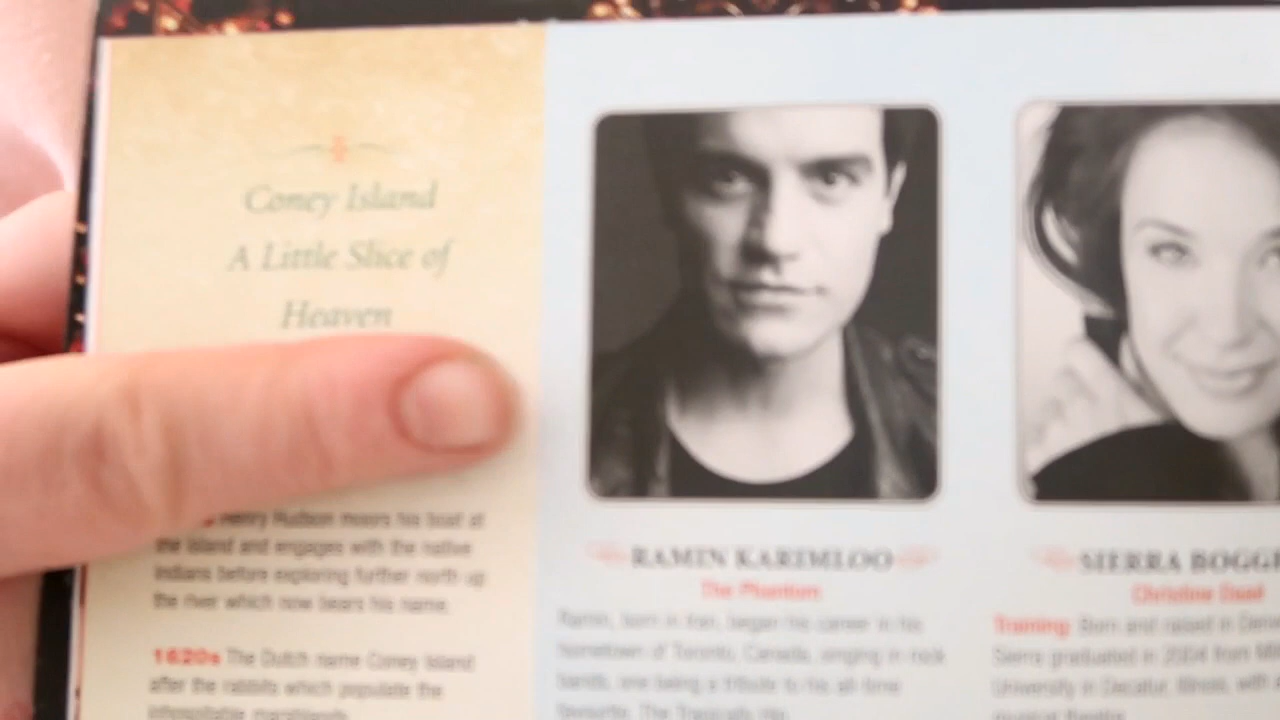 Coney Island
A Little Slice of
Heaven
Henry Hudson moors his boat at
the island and engages with the native
Indians before exploring further north up
the river which now bears his name.
1620s The Dutch name Coney Island
after the rabbits which populate the
inhospitable marshlands.
RAMIN KARIMLOO
The Phantom
Ramin, born in Iran, began his career in his
hometown of Toronto, Canada, singing in rock
bands, one being a tribute to his all-time
favourite, The Tragically Hip.
SIERRA BOGG
Christine Daaé
Training: Born and raised in
Sierra graduated in 2004 from
University in Decatur, Illinois, with
musical theatre